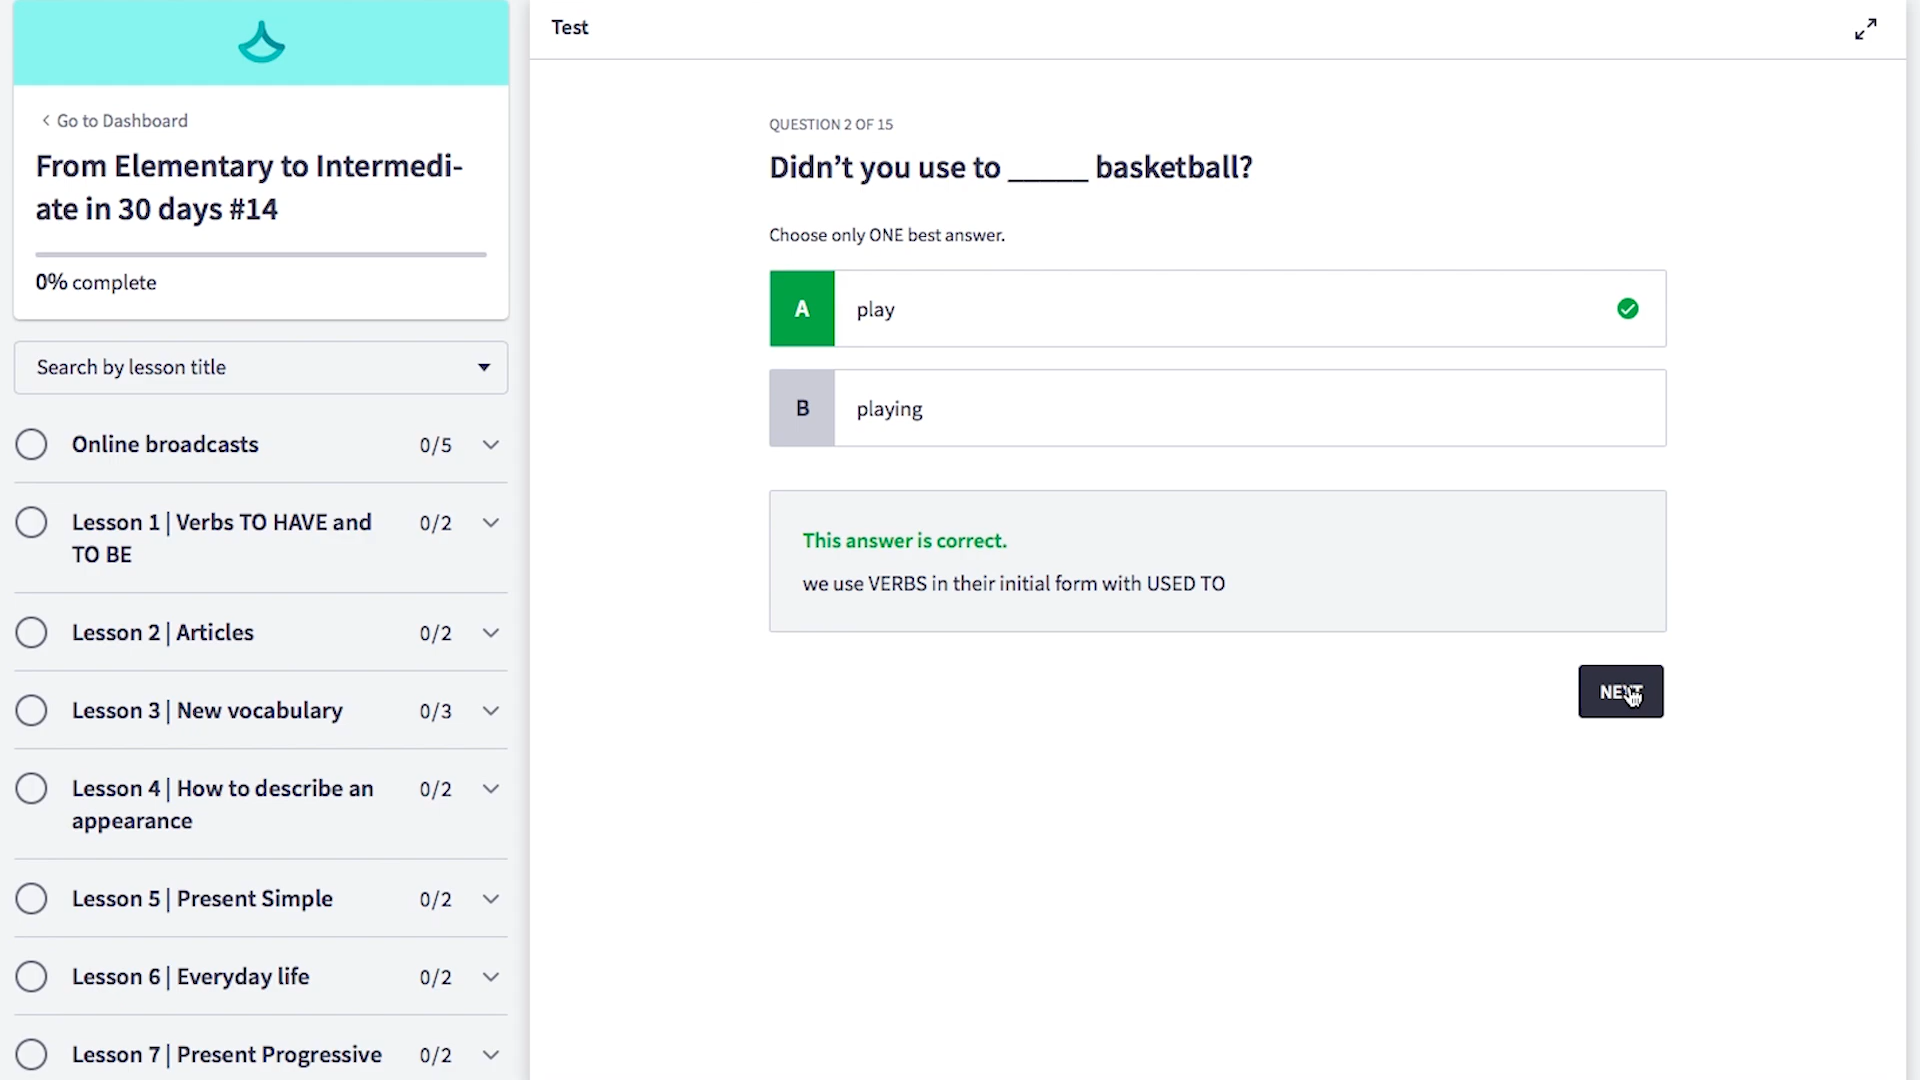 Go to Dashboard
From Elementary to Intermedi-
ate in 30 days #14
0% complete
Search by lesson title
Online broadcasts 0/5
Lesson 1 | Verbs TO HAVE and 0/2
TO BE
Lesson 2 | Articles 0/2
Lesson 3 | New vocabulary 0/3
Lesson 4 | How to describe an 0/2
appearance
Lesson 5 | Present Simple 0/2
Lesson 6 | Everyday life 0/2
Lesson 7 | Present Progressive 0/2
Test
QUESTION 2 OF 15
Didn’t you use to _____ basketball?
Choose only ONE best answer.
A play
B playing
This answer is correct.
we use VERBS in their initial form with USED TO
NEXT